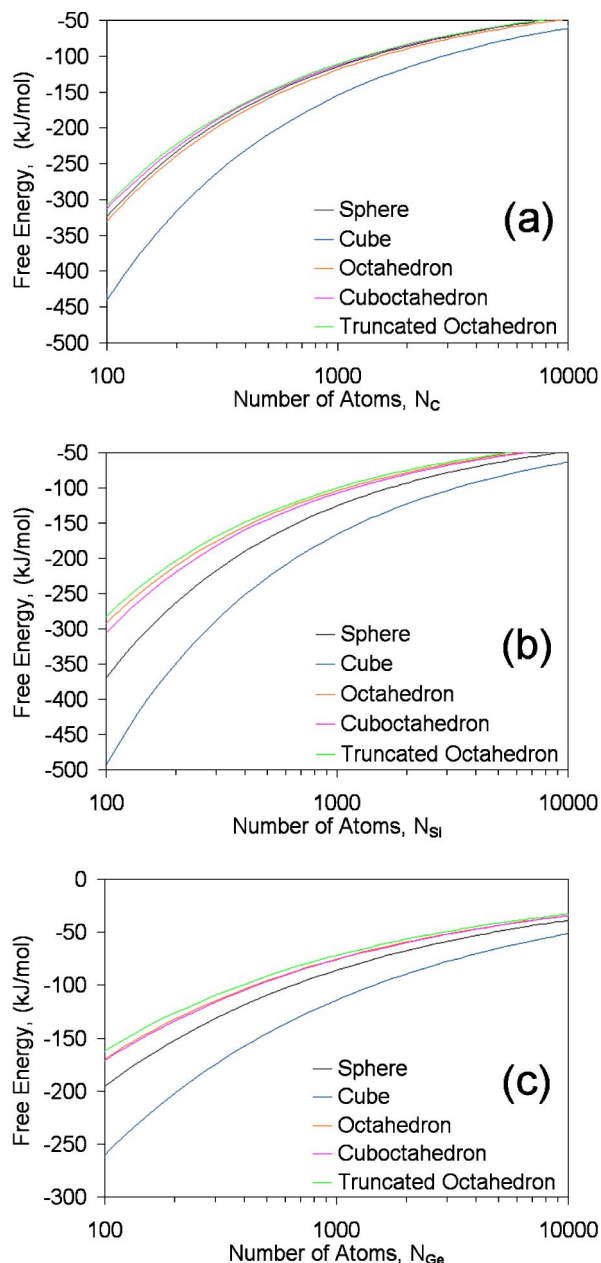 -50
-100
-150
-200
-250
-300
-350
-400
-450
-500
Free Energy, (kJ/mol)
(a)
Sphere
Cube
Octahedron
Cuboctahedron
Truncated Octahedron
100 1000 10000
Number of Atoms, N_C
-50
-100
-150
-200
-250
-300
-350
-400
-450
-500
Free Energy, (kJ/mol)
(b)
Sphere
Cube
Octahedron
Cuboctahedron
Truncated Octahedron
100 1000 10000
Number of Atoms, N_Si
0
-50
-100
-150
-200
-250
-300
Free Energy, (kJ/mol)
(c)
Sphere
Cube
Octahedron
Cuboctahedron
Truncated Octahedron
100 1000 10000
Number of Atoms, N_Ge